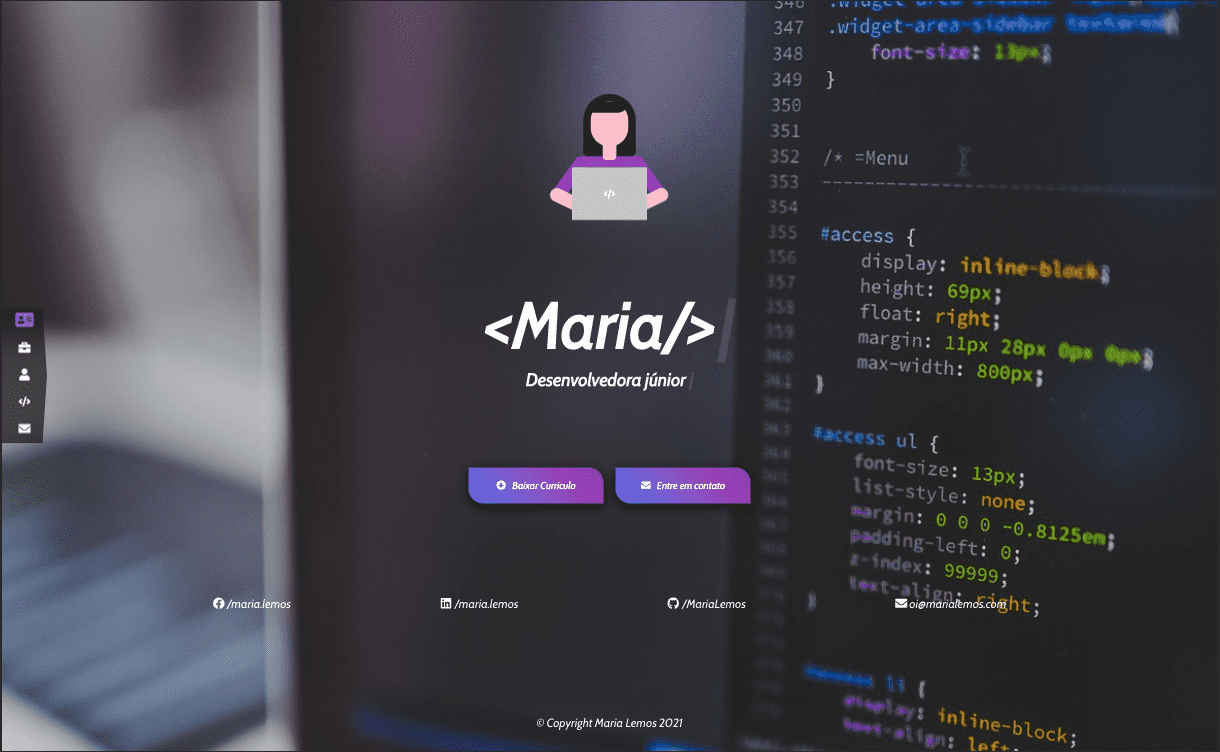 346
347 .widget-area-sidebar
348 font-size: 13px;
349 }
350
351
352 /* =Menu
353 --------------------------------
354
355 #access {
356 display: inline-block;
357 height: 69px;
358 float: right;
359 margin: 11px 28px 0px 0px;
360 max-width: 800px;
361 }
362
363 #access ul {
font-size: 13px;
list-style: none;
margin: 0 0 0 -0.8125em;
padding-left: 0;
z-index: 99999;
text-align: right;
}
li {
display: inline-block;
text-align: left;
</>
<Maria/>
Desenvolvedora júnior
Baixar Currículo
Entre em contato
/maria.lemos
/maria.lemos
/MariaLemos
oi@marialemos.com
© Copyright Maria Lemos 2021